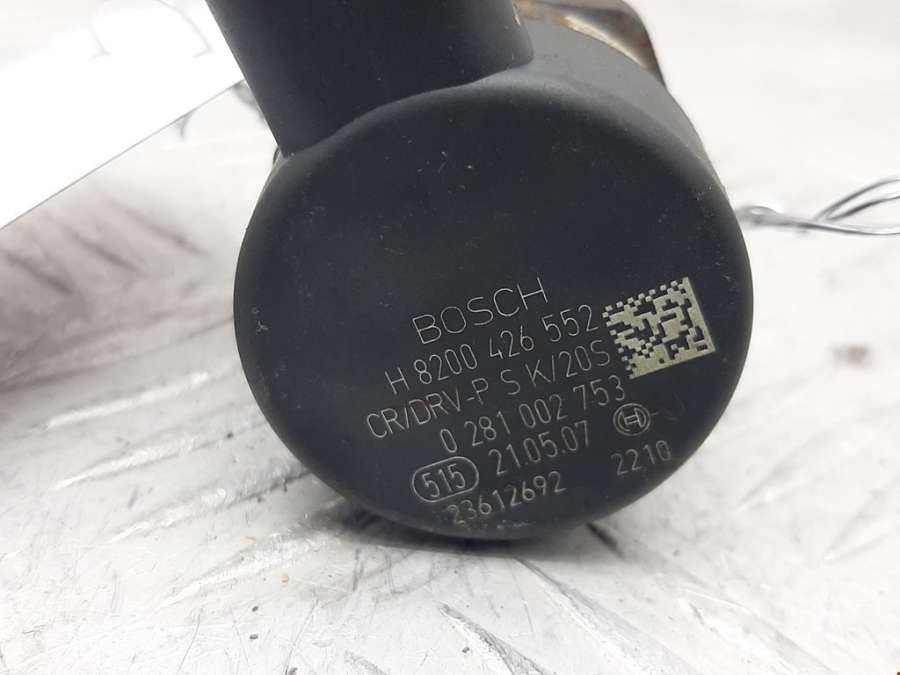 BOSCH
H 8200 426 552
CR/DRV-P S K/20S
0 281 002 753
515 21.05.07
23612692 2210